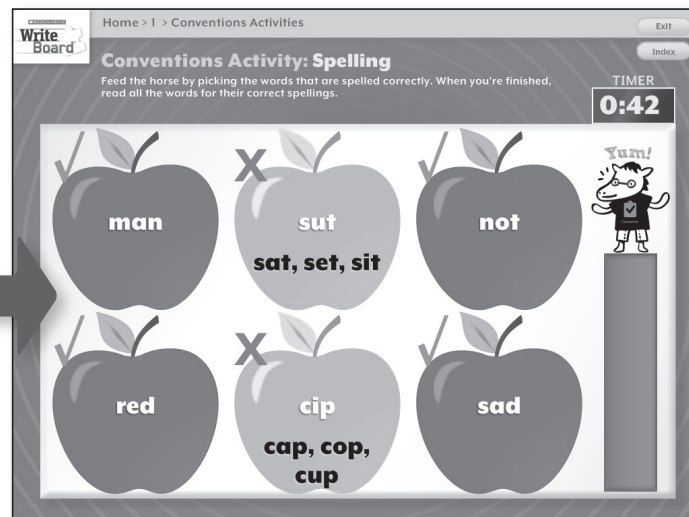 SCHOLASTIC
Write
Board
Home > 1 > Conventions Activities
Exit
Index
Conventions Activity: Spelling
Feed the horse by picking the words that are spelled correctly. When you're finished,
read all the words for their correct spellings.
TIMER
0:42
Yum!
man
sut
sat, set, sit
not
red
cip
cap, cop,
cup
sad